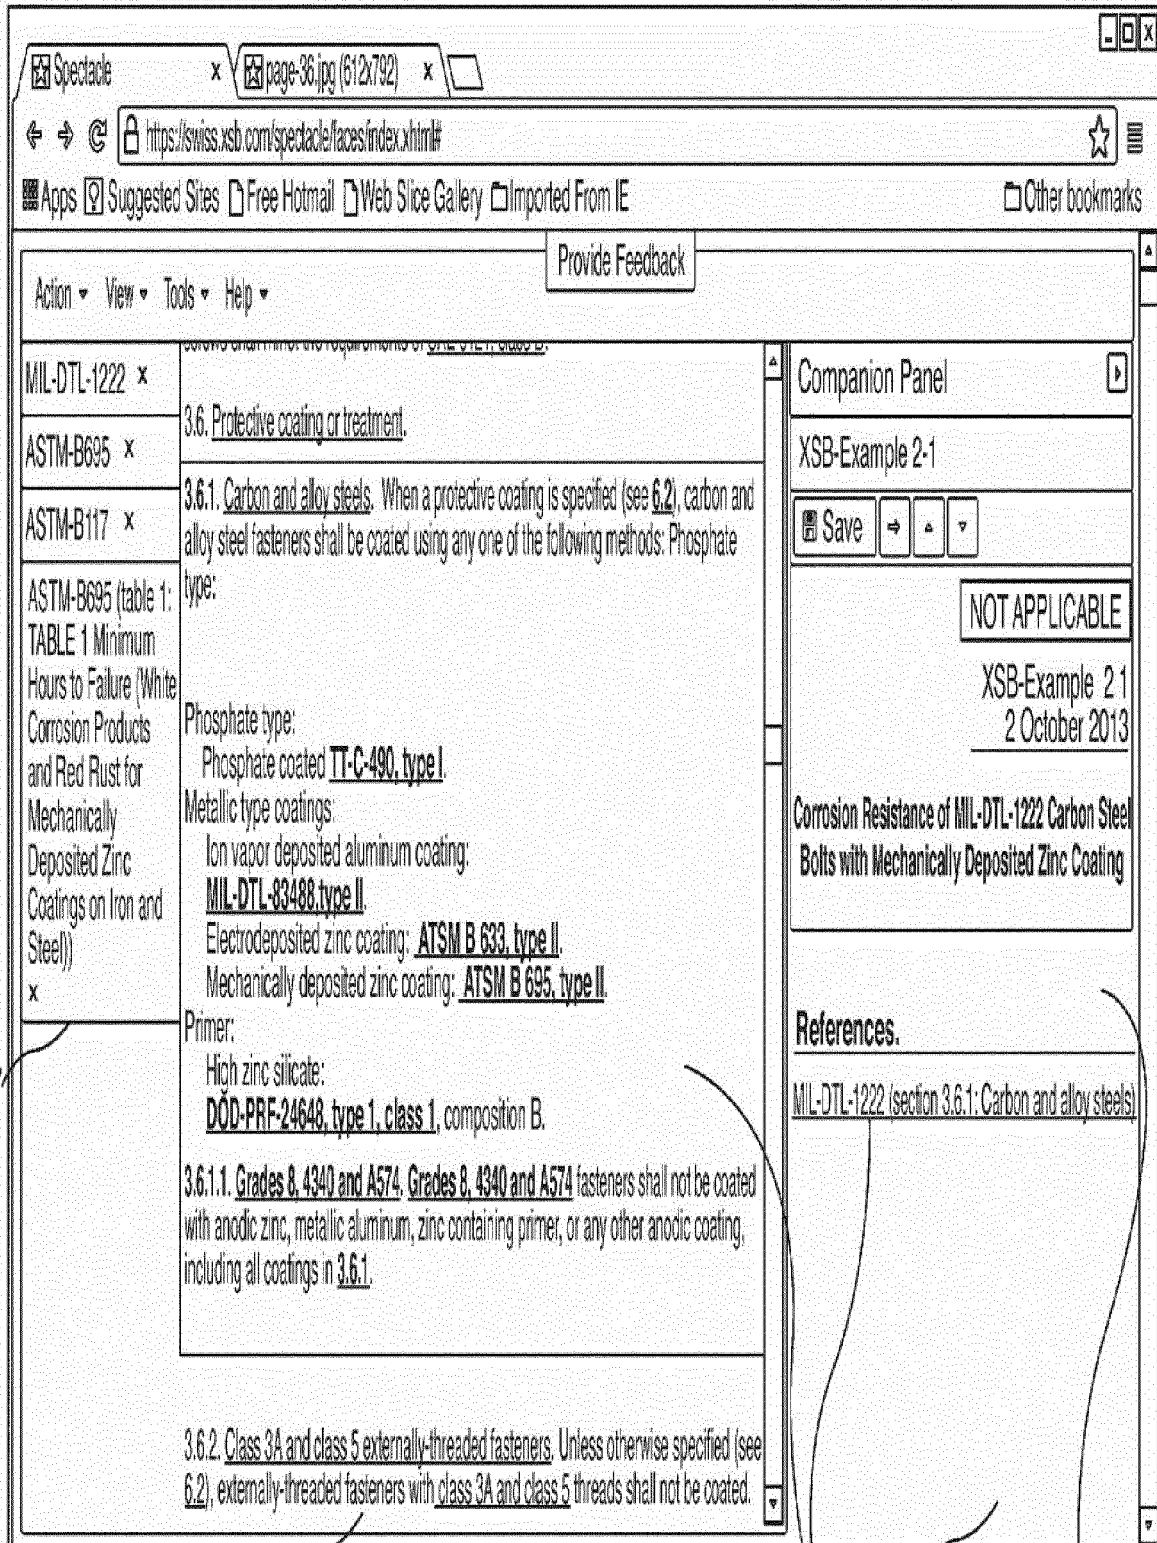 Spectacle x page-36.jpg (612x792) x
https://swiss.xsb.com/spectacle/faces/index.xhtml#
Apps Suggested Sites Free Hotmail Web Slice Gallery Imported From IE Other bookmarks
Provide Feedback
Action View Tools Help
MIL-DTL-1222 x
ASTM-B695 x
ASTM-B117 x
ASTM-B695 (table 1:
TABLE 1 Minimum
Hours to Failure (White
Corrosion Products
and Red Rust for
Mechanically
Deposited Zinc
Coatings on Iron and
Steel))
x
3.6. Protective coating or treatment.
3.6.1. Carbon and alloy steels. When a protective coating is specified (see 6.2), carbon and
alloy steel fasteners shall be coated using any one of the following methods: Phosphate
type:
Phosphate type:
Phosphate coated TT-C-490, type I.
Metallic type coatings:
Ion vapor deposited aluminum coating:
MIL-DTL-83488,type II.
Electrodeposited zinc coating: ATSM B 633, type II.
Mechanically deposited zinc coating: ATSM B 695, type II.
Primer:
High zinc silicate:
DŎD-PRF-24648, type 1, class 1, composition B.
3.6.1.1. Grades 8, 4340 and A574. Grades 8, 4340 and A574 fasteners shall not be coated
with anodic zinc, metallic aluminum, zinc containing primer, or any other anodic coating,
including all coatings in 3.6.1.
3.6.2. Class 3A and class 5 externally-threaded fasteners. Unless otherwise specified (see
6.2), externally-threaded fasteners with class 3A and class 5 threads shall not be coated.
Companion Panel
XSB-Example 2-1
Save
NOT APPLICABLE
XSB-Example 2 1
2 October 2013
Corrosion Resistance of MIL-DTL-1222 Carbon Steel
Bolts with Mechanically Deposited Zinc Coating
References.
MIL-DTL-1222 (section 3.6.1: Carbon and alloy steels)